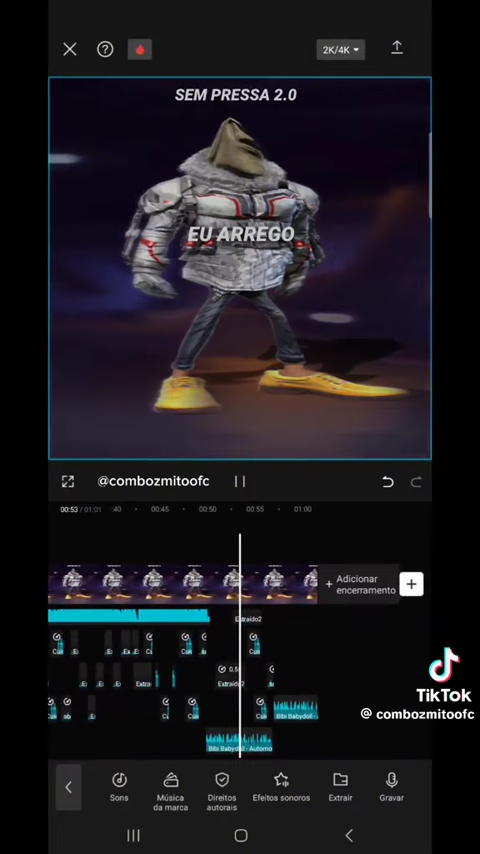 2K/4K
SEM PRESSA 2.0
EU ARREGO
@combozmitoofc
00:53 / 01:01
:40
00:45
00:50
00:55
01:00
+ Adicionar
encerramento
+
Extraído2
Extraído2
Bibi Babydoll -
Bibi Babydoll - Automo
TikTok
@ combozmitoofc
Sons
Música
da marca
Direitos
autorais
Efeitos sonoros
Extrair
Gravar